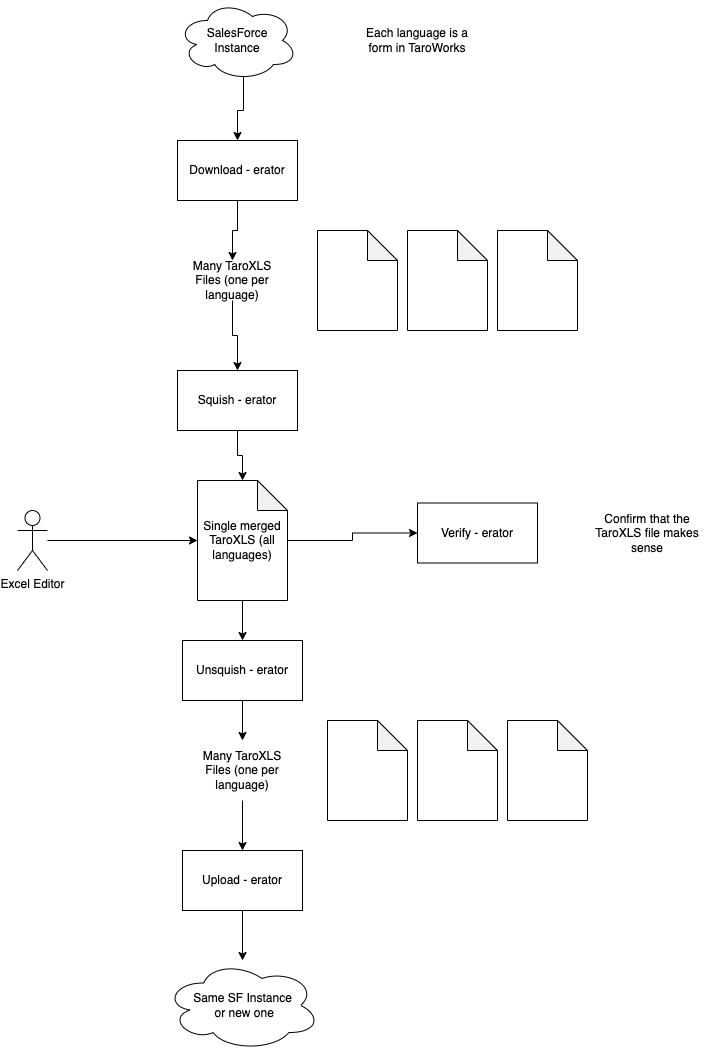 SalesForce
Instance
Each language is a
form in TaroWorks
Download - erator
Many TaroXLS
Files (one per
language)
Squish - erator
Single merged
TaroXLS (all
languages)
Verify - erator
Confirm that the
TaroXLS file makes
sense
Excel Editor
Unsquish - erator
Many TaroXLS
Files (one per
language)
Upload - erator
Same SF Instance
or new one